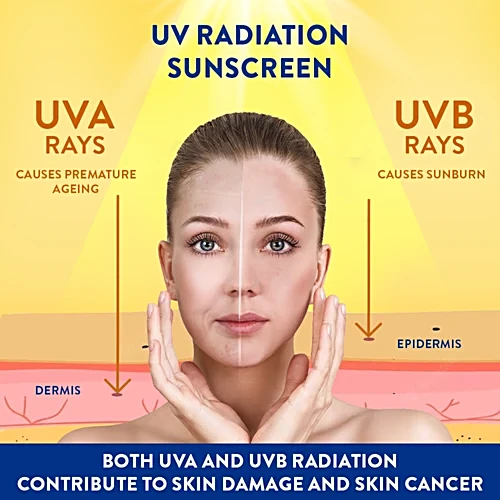 UV RADIATION
SUNSCREEN
UVA
RAYS
CAUSES PREMATURE
AGEING
UVB
RAYS
CAUSES SUNBURN
EPIDERMIS
DERMIS
BOTH UVA AND UVB RADIATION
CONTRIBUTE TO SKIN DAMAGE AND SKIN CANCER